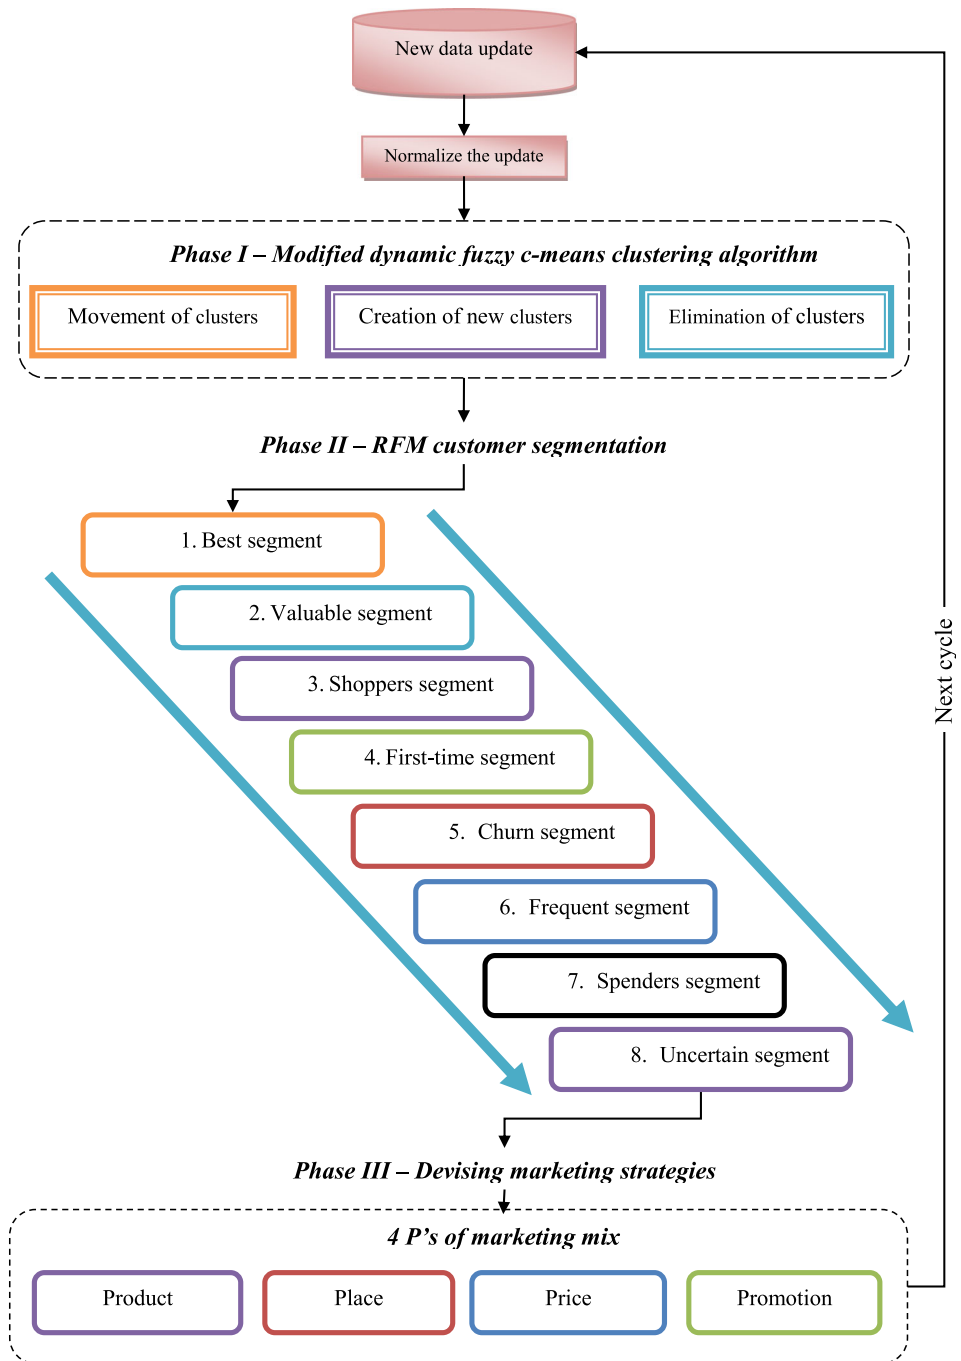 New data update
Normalize the update
Phase I – Modified dynamic fuzzy c-means clustering algorithm
Movement of clusters
Creation of new clusters
Elimination of clusters
Phase II – RFM customer segmentation
1. Best segment
2. Valuable segment
3. Shoppers segment
4. First-time segment
5. Churn segment
6. Frequent segment
7. Spenders segment
8. Uncertain segment
Next cycle
Phase III – Devising marketing strategies
4 P’s of marketing mix
Product
Place
Price
Promotion